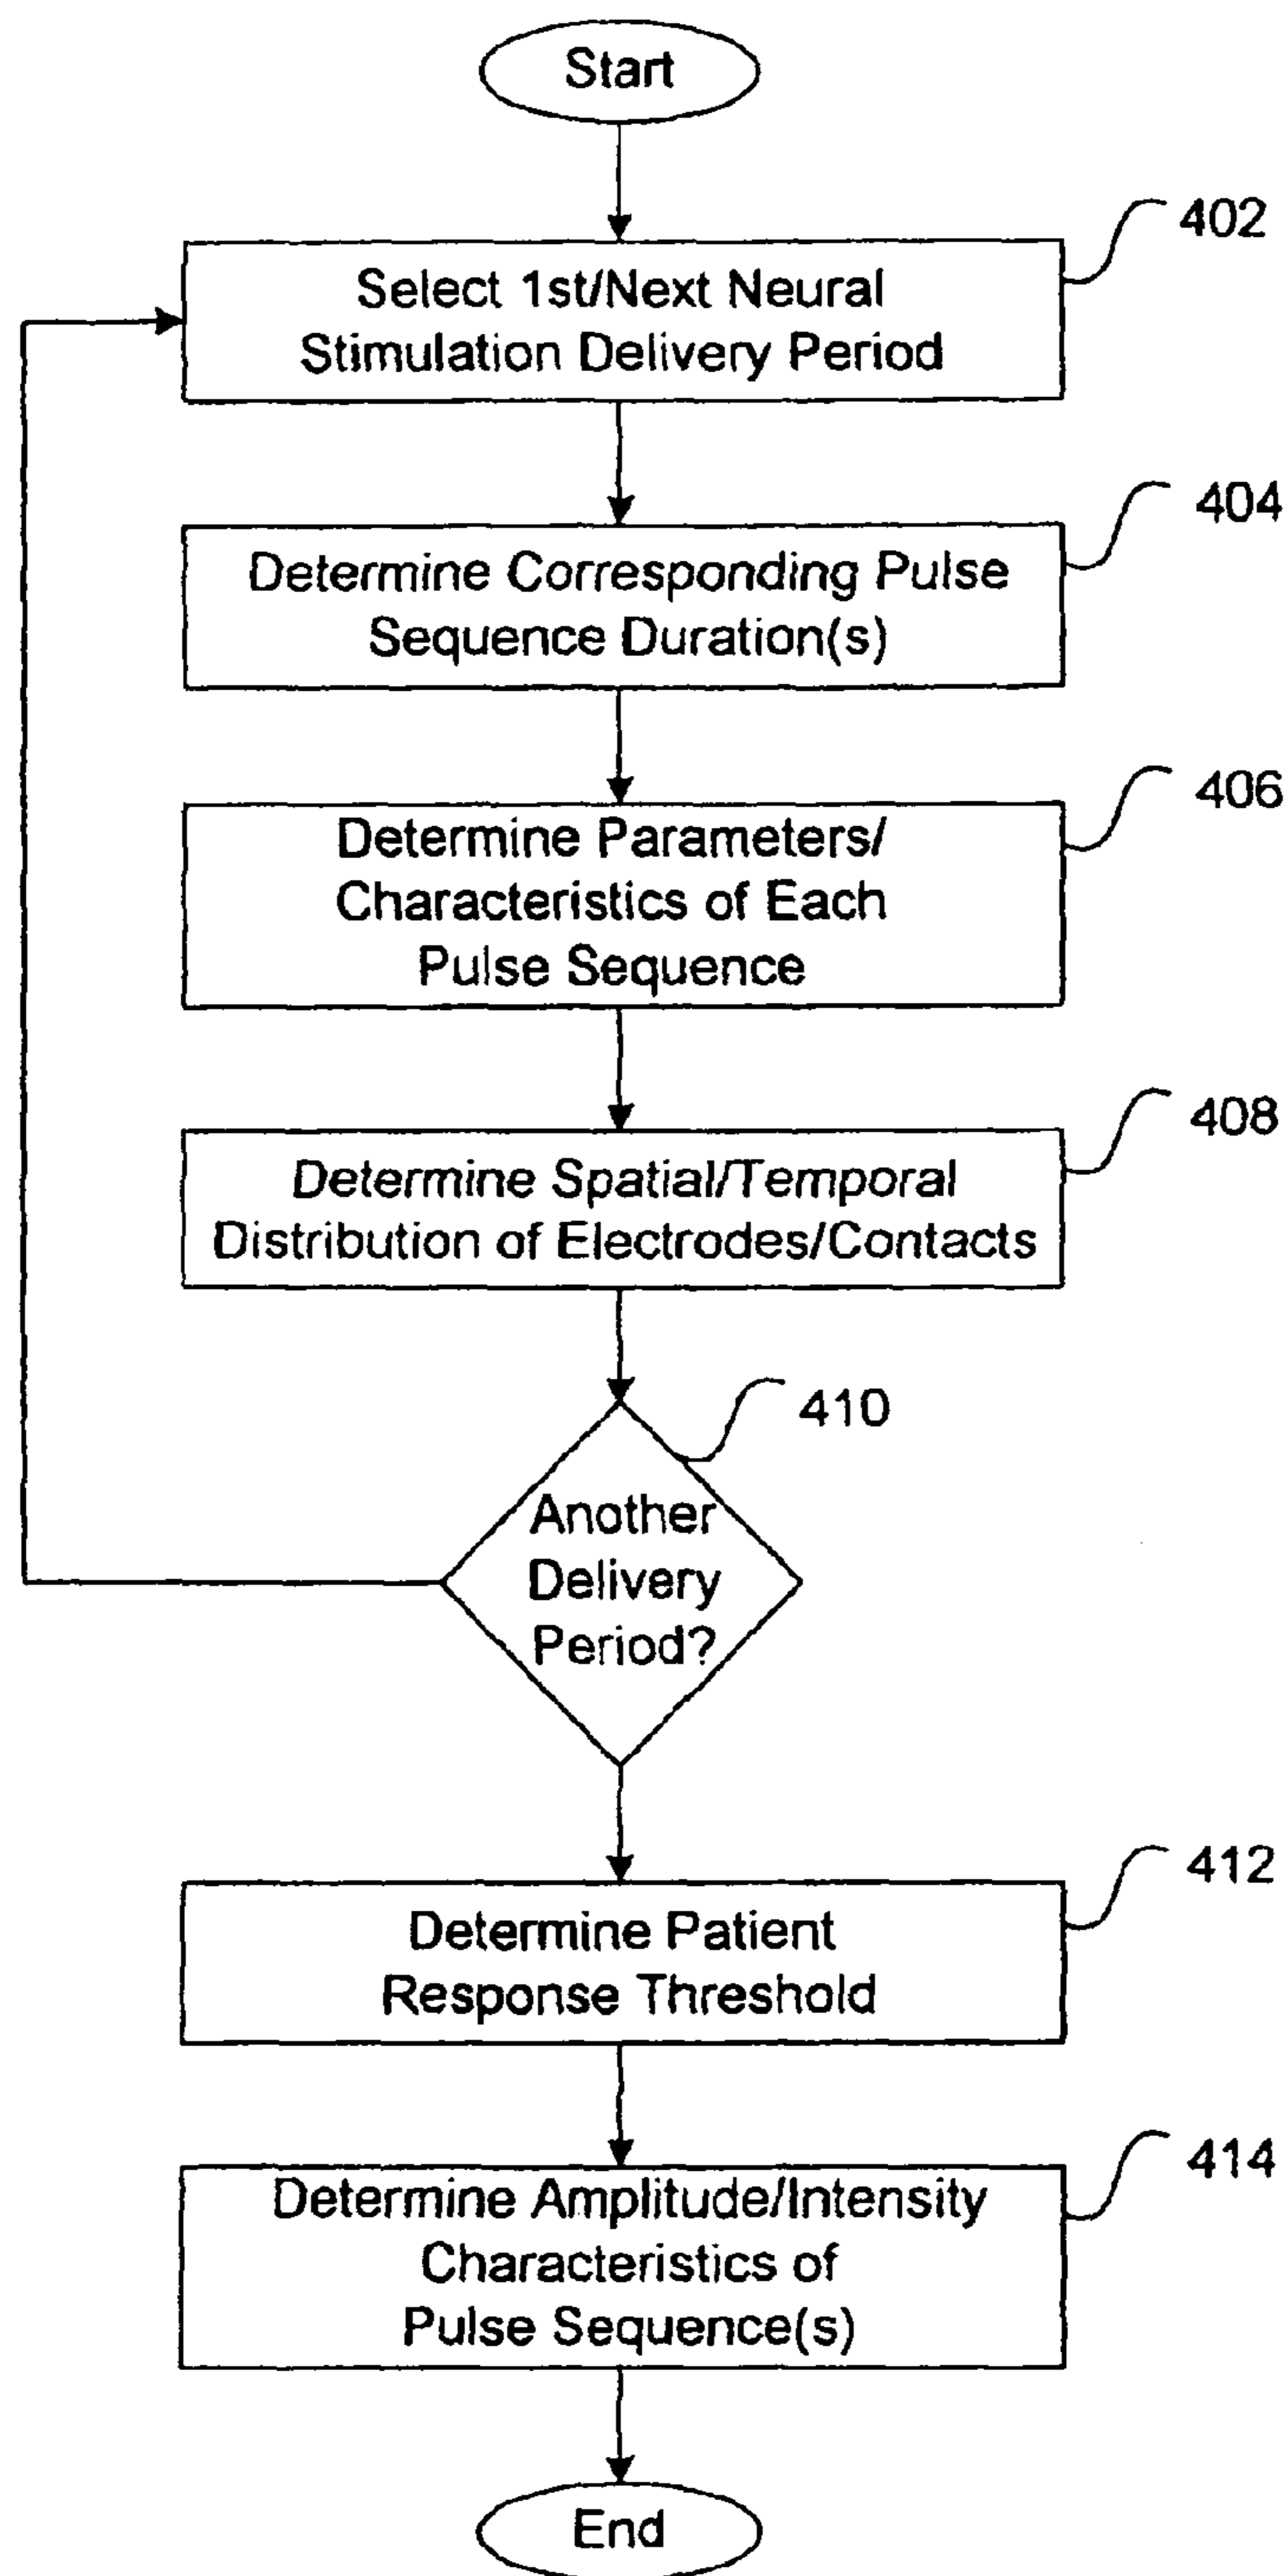 Start
402
Select 1st/Next Neural
Stimulation Delivery Period
404
Determine Corresponding Pulse
Sequence Duration(s)
406
Determine Parameters/
Characteristics of Each
Pulse Sequence
408
Determine Spatial/Temporal
Distribution of Electrodes/Contacts
410
Another
Delivery
Period?
412
Determine Patient
Response Threshold
414
Determine Amplitude/Intensity
Characteristics of
Pulse Sequence(s)
End